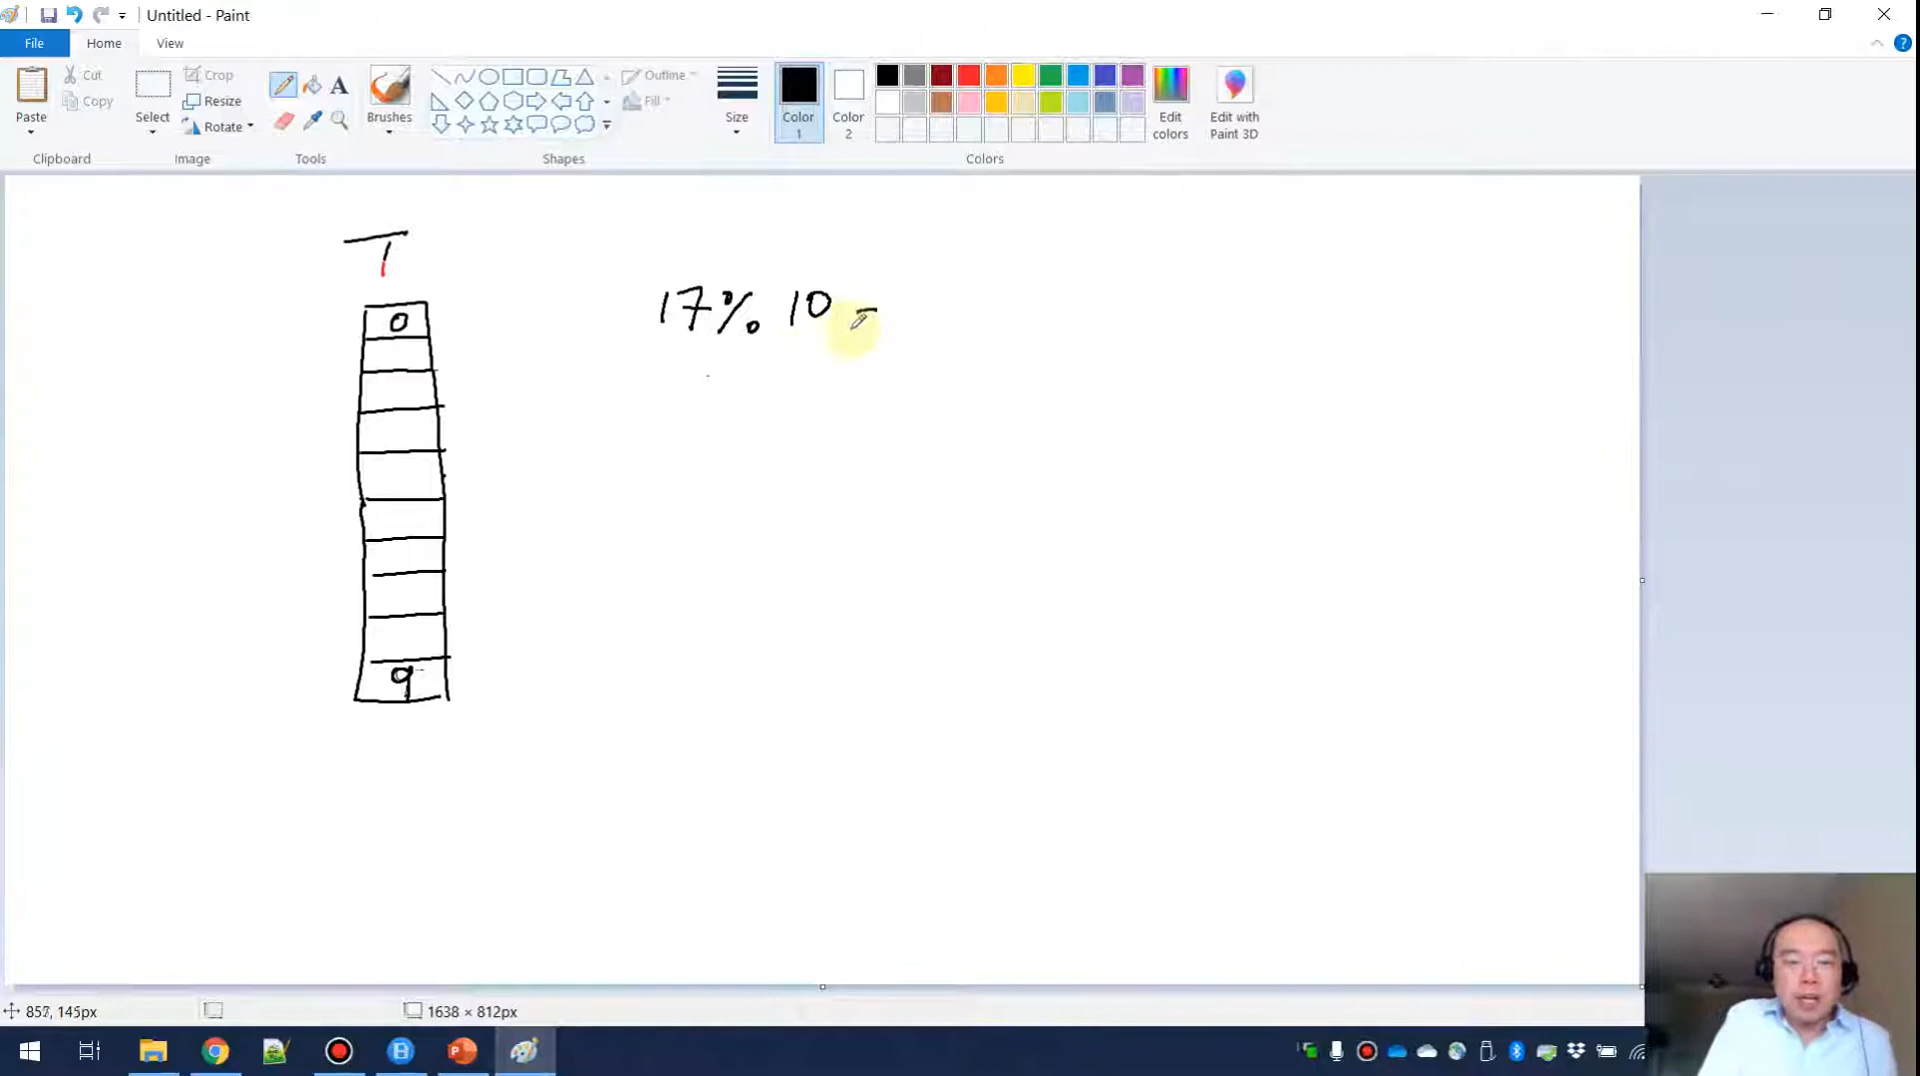 Untitled - Paint
File Home View
Cut
Copy
Paste
Clipboard
Crop
Resize
Rotate
Select
Image
Tools
Brushes
Outline
Fill
Shapes
Size
Color 1
Color 2
Edit colors
Edit with Paint 3D
Colors
T
0
9
17% 10 =
857, 145px
1638 × 812px